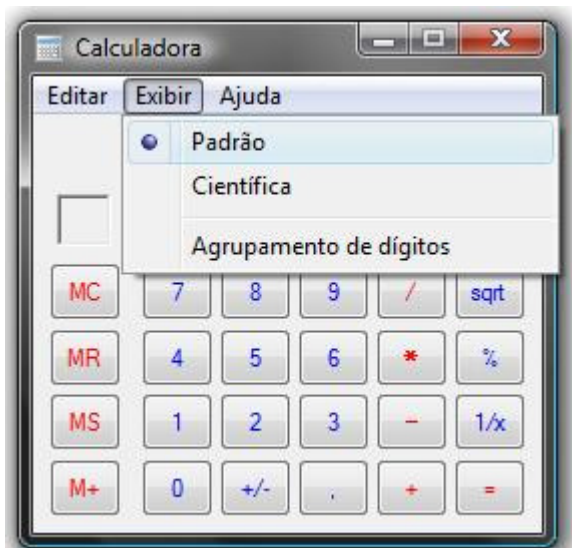 Calculadora
Editar Exibir Ajuda
Padrão
Científica
Agrupamento de dígitos
MC 7 8 9 / sqrt
MR 4 5 6 * %
MS 1 2 3 - 1/x
M+ 0 +/- , + =